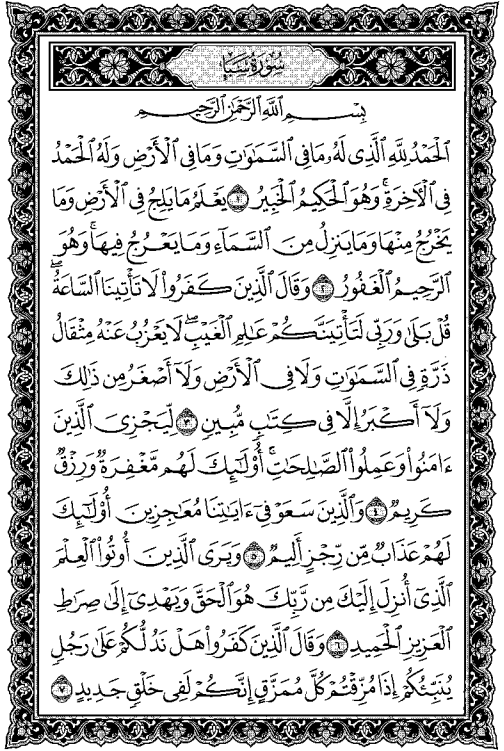 سُورَةُ سَبَإٍ
بِسْمِ ٱللَّهِ ٱلرَّحْمَٰنِ ٱلرَّحِيمِ
ٱلْحَمْدُ لِلَّهِ ٱلَّذِى لَهُۥ مَا فِى ٱلسَّمَٰوَٰتِ وَمَا فِى ٱلْأَرْضِ وَلَهُ ٱلْحَمْدُ
فِى ٱلْـَٔاخِرَةِ ۚ وَهُوَ ٱلْحَكِيمُ ٱلْخَبِيرُ ۝١ يَعْلَمُ مَا يَلِجُ فِى ٱلْأَرْضِ وَمَا
يَخْرُجُ مِنْهَا وَمَا يَنزِلُ مِنَ ٱلسَّمَآءِ وَمَا يَعْرُجُ فِيهَا ۚ وَهُوَ
ٱلرَّحِيمُ ٱلْغَفُورُ ۝٢ وَقَالَ ٱلَّذِينَ كَفَرُوا۟ لَا تَأْتِينَا ٱلسَّاعَةُ ۖ
قُلْ بَلَىٰ وَرَبِّى لَتَأْتِيَنَّكُمْ عَٰلِمِ ٱلْغَيْبِ ۖ لَا يَعْزُبُ عَنْهُ مِثْقَالُ
ذَرَّةٍ فِى ٱلسَّمَٰوَٰتِ وَلَا فِى ٱلْأَرْضِ وَلَآ أَصْغَرُ مِن ذَٰلِكَ
وَلَآ أَكْبَرُ إِلَّا فِى كِتَٰبٍ مُّبِينٍ ۝٣ لِّيَجْزِىَ ٱلَّذِينَ
ءَامَنُوا۟ وَعَمِلُوا۟ ٱلصَّٰلِحَٰتِ ۚ أُو۟لَٰٓئِكَ لَهُم مَّغْفِرَةٌ وَرِزْقٌ
كَرِيمٌ ۝٤ وَٱلَّذِينَ سَعَوْ فِىٓ ءَايَٰتِنَا مُعَٰجِزِينَ أُو۟لَٰٓئِكَ
لَهُمْ عَذَابٌ مِّن رِّجْزٍ أَلِيمٌ ۝٥ وَيَرَى ٱلَّذِينَ أُوتُوا۟ ٱلْعِلْمَ
ٱلَّذِىٓ أُنزِلَ إِلَيْكَ مِن رَّبِّكَ هُوَ ٱلْحَقَّ وَيَهْدِىٓ إِلَىٰ صِرَٰطِ
ٱلْعَزِيزِ ٱلْحَمِيدِ ۝٦ وَقَالَ ٱلَّذِينَ كَفَرُوا۟ هَلْ نَدُلُّكُمْ عَلَىٰ رَجُلٍ
يُنَبِّئُكُمْ إِذَا مُزِّقْتُمْ كُلَّ مُمَزَّقٍ إِنَّكُمْ لَفِى خَلْقٍ جَدِيدٍ ۝٧